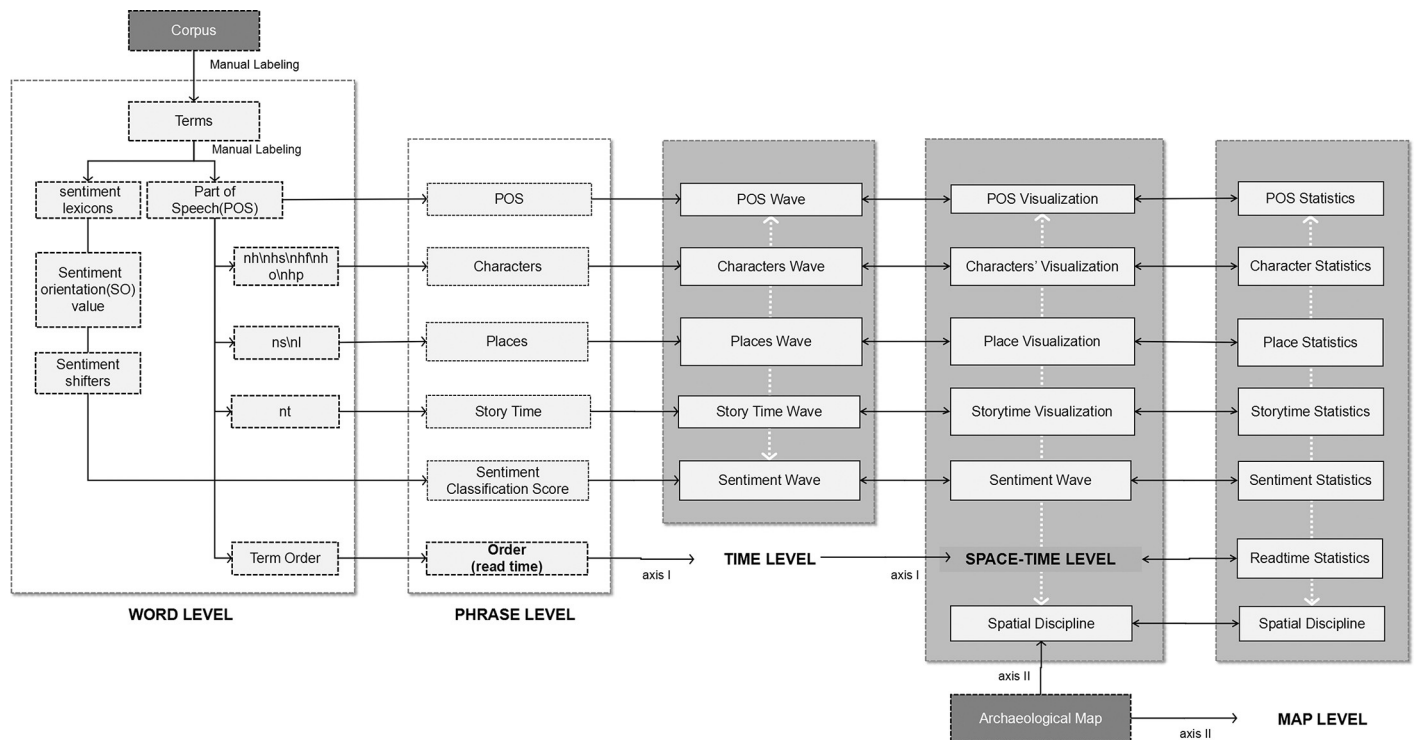 Corpus
Manual Labeling
Terms
Manual Labeling
sentiment
lexicons
Part of
Speech(POS)
POS
POS Wave
POS Visualization
POS Statistics
Sentiment
orientation(SO)
value
nh\nhs\nhf\nh
o\nhp
Characters
Characters Wave
Characters’ Visualization
Character Statistics
Sentiment
shifters
ns\nl
Places
Places Wave
Place Visualization
Place Statistics
nt
Story Time
Story Time Wave
Storytime Visualization
Storytime Statistics
Sentiment
Classification Score
Sentiment Wave
Sentiment Wave
Sentiment Statistics
Term Order
Order
(read time)
axis I
TIME LEVEL
axis I
SPACE-TIME LEVEL
Readtime Statistics
WORD LEVEL
PHRASE LEVEL
Spatial Discipline
Spatial Discipline
axis II
Archaeological Map
axis II
MAP LEVEL